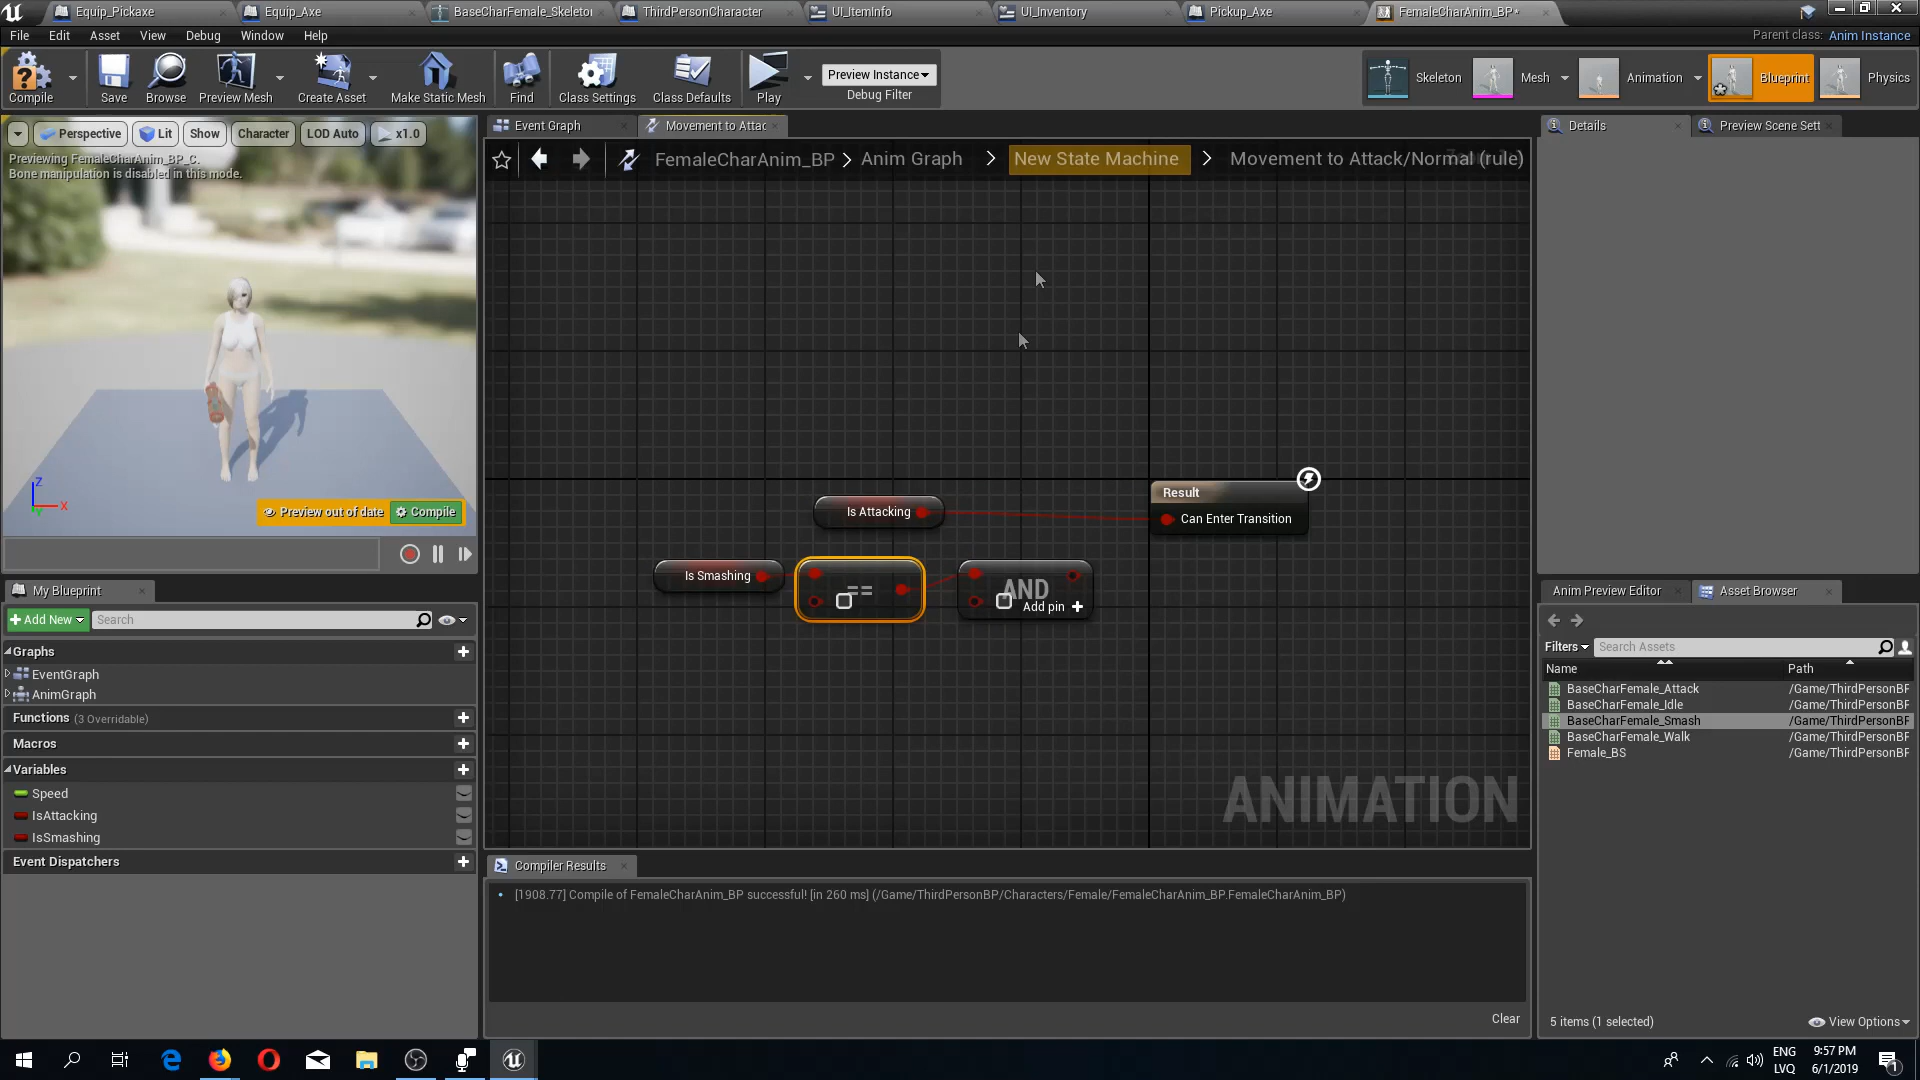 Equip_Pickaxe
Equip_Axe
BaseCharFemale_Skeleton
ThirdPersonCharacter
UI_ItemInfo
UI_Inventory
Pickup_Axe
FemaleCharAnim_BP*
File Edit Asset View Debug Window Help
Parent class: Anim Instance
Compile
Save
Browse
Preview Mesh
Create Asset
Make Static Mesh
Find
Class Settings
Class Defaults
Play
Preview Instance
Debug Filter
Skeleton
Mesh
Animation
Blueprint
Physics
Perspective
Lit
Show
Character
LOD Auto
x1.0
Previewing FemaleCharAnim_BP_C.
Bone manipulation is disabled in this mode.
Z
X
Preview out of date
Compile
Event Graph
Movement to Attac
FemaleCharAnim_BP > Anim Graph > New State Machine > Movement to Attack/Normal (rule)
Is Attacking
Result
Can Enter Transition
Is Smashing
==
AND
Add pin +
ANIMATION
My Blueprint
Add New
Search
Graphs
EventGraph
AnimGraph
Functions (3 Overridable)
Macros
Variables
Speed
IsAttacking
IsSmashing
Event Dispatchers
Compiler Results
[1908.77] Compile of FemaleCharAnim_BP successful! [in 260 ms] (/Game/ThirdPersonBP/Characters/Female/FemaleCharAnim_BP.FemaleCharAnim_BP)
Clear
Details
Preview Scene Sett
Anim Preview Editor
Asset Browser
Filters
Search Assets
Name Path
BaseCharFemale_Attack /Game/ThirdPersonBP
BaseCharFemale_Idle /Game/ThirdPersonBP
BaseCharFemale_Smash /Game/ThirdPersonBP
BaseCharFemale_Walk /Game/ThirdPersonBP
Female_BS /Game/ThirdPersonBP
5 items (1 selected)
View Options
ENG
LVQ
9:57 PM
6/1/2019
1